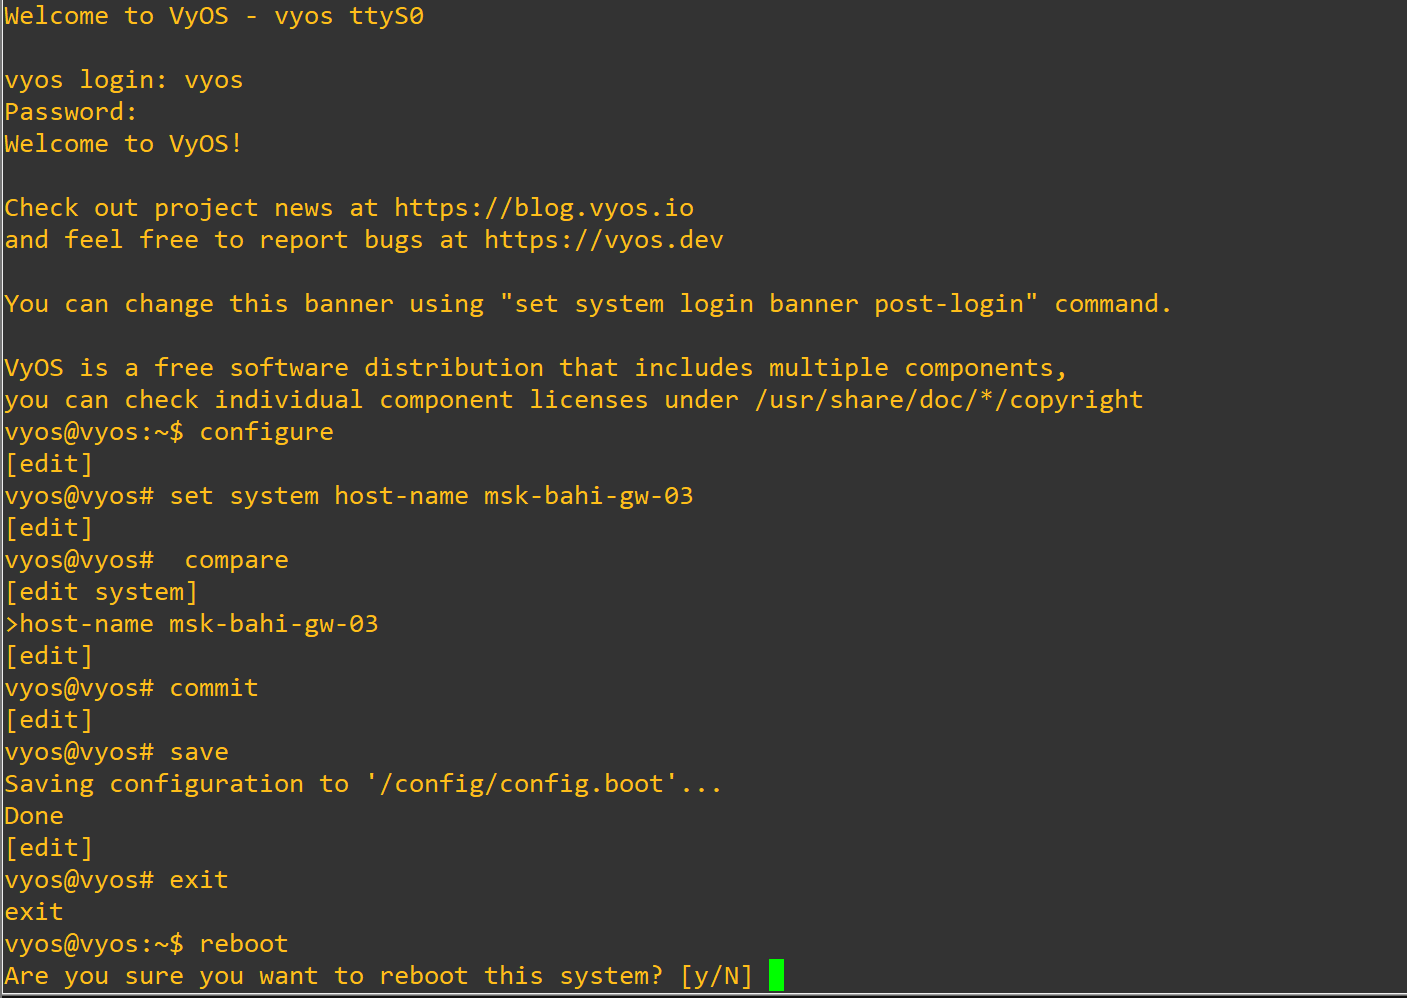 Welcome to VyOS - vyos ttyS0
vyos login: vyos
Password:
Welcome to VyOS!
Check out project news at https://blog.vyos.io
and feel free to report bugs at https://vyos.dev
You can change this banner using "set system login banner post-login" command.
VyOS is a free software distribution that includes multiple components,
you can check individual component licenses under /usr/share/doc/*/copyright
vyos@vyos:~$ configure
[edit]
vyos@vyos# set system host-name msk-bahi-gw-03
[edit]
vyos@vyos#  compare
[edit system]
>host-name msk-bahi-gw-03
[edit]
vyos@vyos# commit
[edit]
vyos@vyos# save
Saving configuration to '/config/config.boot'...
Done
[edit]
vyos@vyos# exit
exit
vyos@vyos:~$ reboot
Are you sure you want to reboot this system? [y/N]